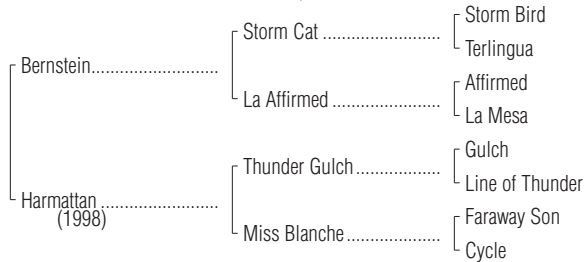 Storm Bird
Storm Cat ........................
Terlingua
Bernstein..........................
Affirmed
La Affirmed ......................
La Mesa
Gulch
Thunder Gulch .................
Line of Thunder
Harmattan ........................
(1998)
Faraway Son
Miss Blanche ...................
Cycle